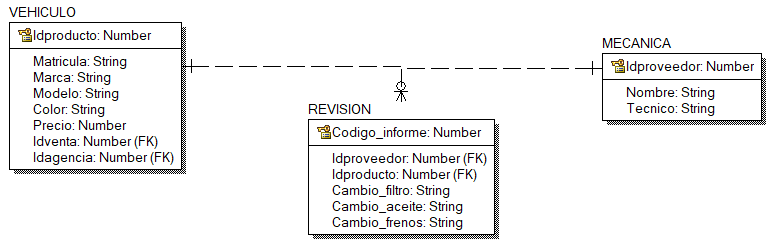 VEHICULO
Idproducto: Number
Matricula: String
Marca: String
Modelo: String
Color: String
Precio: Number
Idventa: Number (FK)
Idagencia: Number (FK)
MECANICA
Idproveedor: Number
Nombre: String
Tecnico: String
REVISION
Codigo_informe: Number
Idproveedor: Number (FK)
Idproducto: Number (FK)
Cambio_filtro: String
Cambio_aceite: String
Cambio_frenos: String